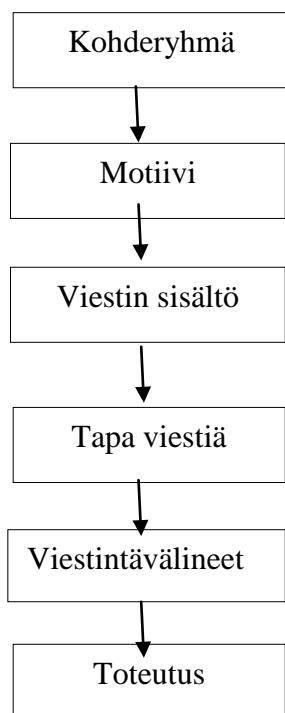 Kohderyhmä
Motiivi
Viestin sisältö
Tapa viestiä
Viestintävälineet
Toteutus